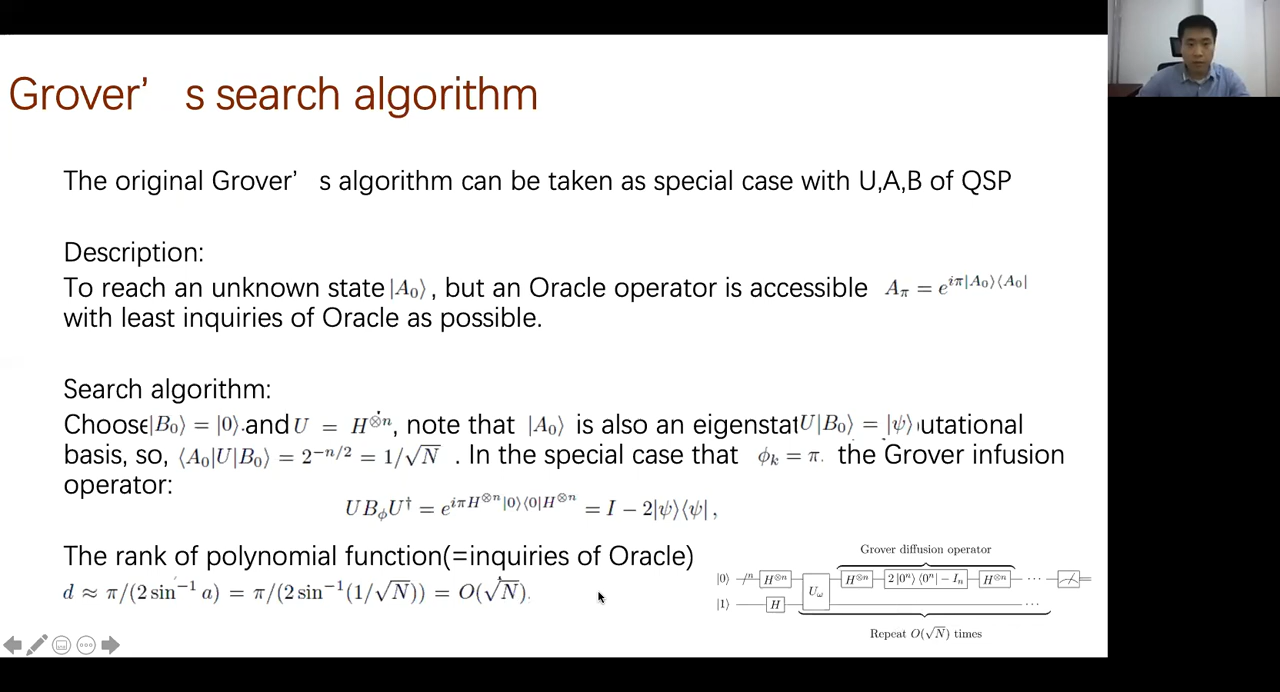 Grover’ s search algorithm
The original Grover’ s algorithm can be taken as special case with U,A,B of QSP
Description:
To reach an unknown state |A₀⟩, but an Oracle operator is accessible A_π = e^{iπ|A₀⟩⟨A₀|}
with least inquiries of Oracle as possible.
Search algorithm:
Choose |B₀⟩ = |0⟩ and U = H^{⊗n}, note that |A₀⟩ is also an eigenstat U|B₀⟩ = |ψ⟩ utational
basis, so, ⟨A₀|U|B₀⟩ = 2^{-n/2} = 1/√N . In the special case that ϕ_k = π. the Grover infusion
operator:
UB_ϕU† = e^{iπH^{⊗n}|0⟩⟨0|H^{⊗n}} = I − 2|ψ⟩⟨ψ| ,
The rank of polynomial function(=inquiries of Oracle)
d ≈ π/(2 sin⁻¹ a) = π/(2 sin⁻¹(1/√N)) = O(√N).
Grover diffusion operator
|0⟩ /n H^{⊗n} U_ω H^{⊗n} 2|0ⁿ⟩⟨0ⁿ| − I_n H^{⊗n} ···
|1⟩ H ···
Repeat O(√N) times